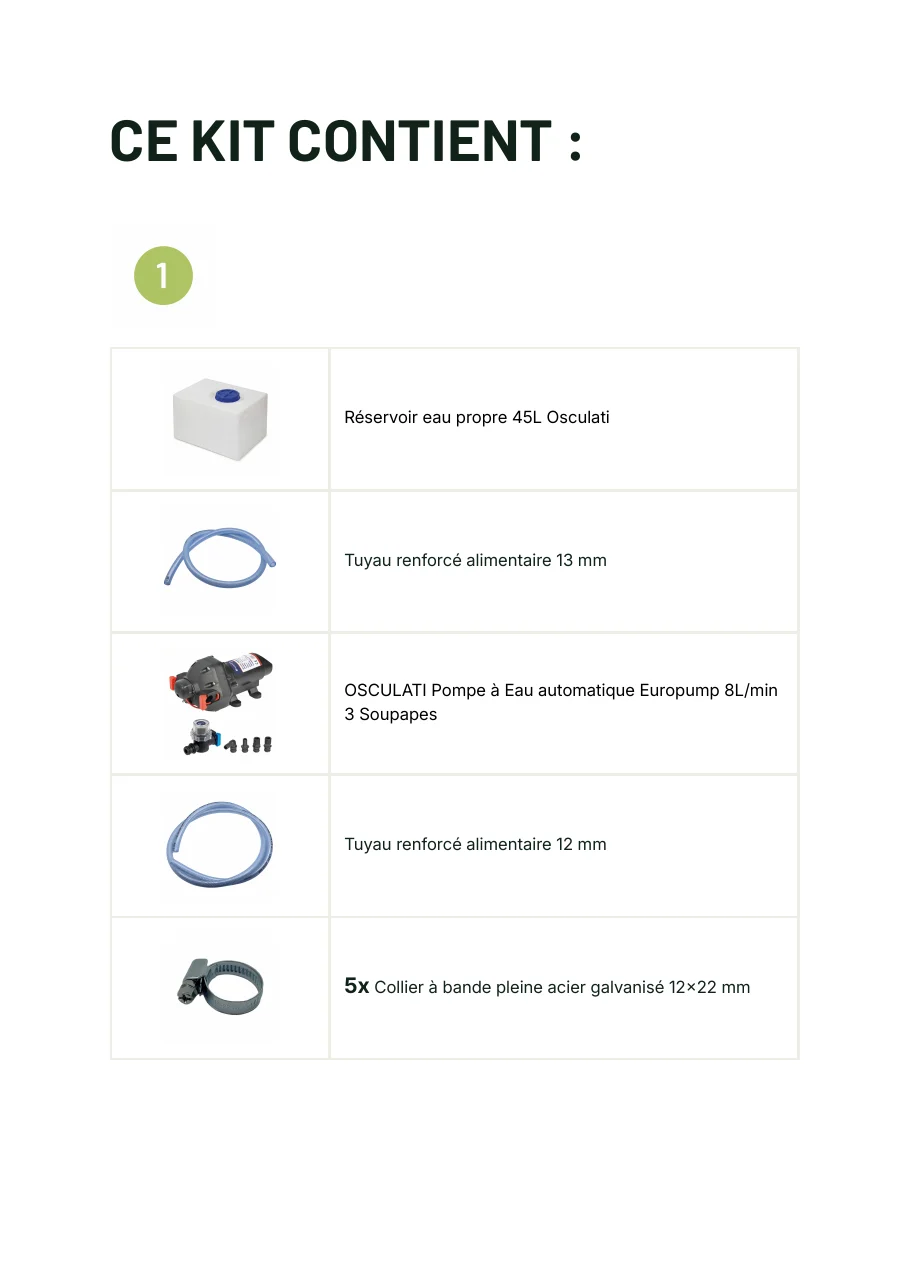 CE KIT CONTIENT :
1
Réservoir eau propre 45L Osculati
Tuyau renforcé alimentaire 13 mm
OSCULATI Pompe à Eau automatique Europump 8L/min
3 Soupapes
Tuyau renforcé alimentaire 12 mm
5x Collier à bande pleine acier galvanisé 12×22 mm